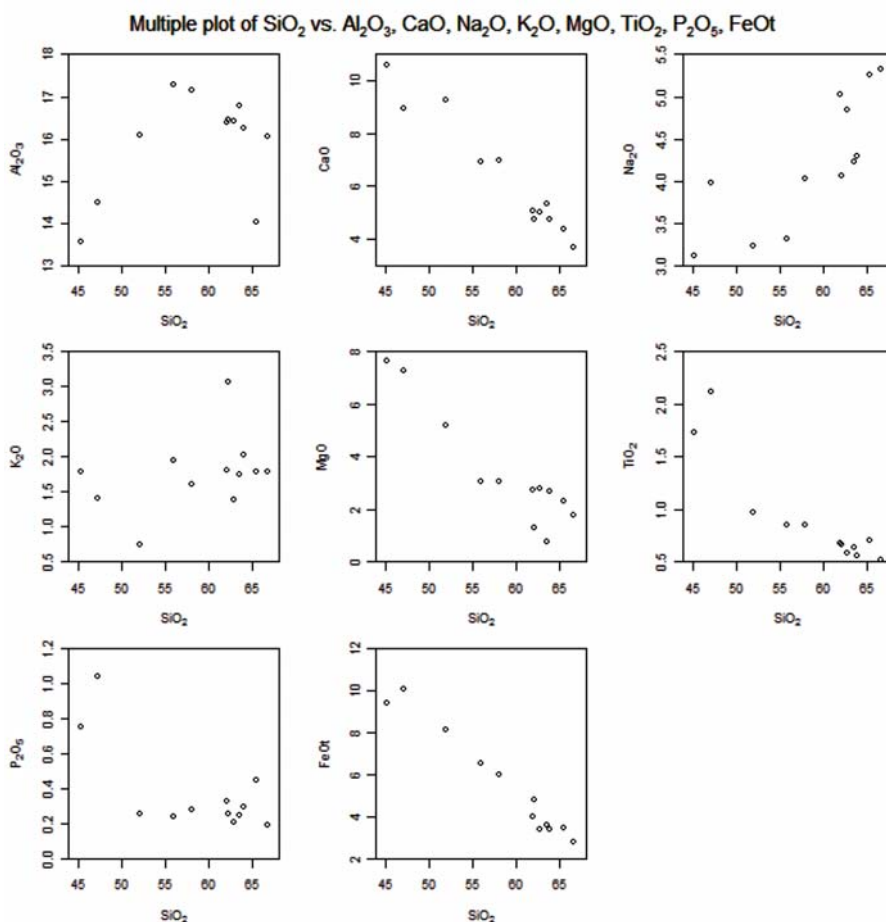 Multiple plot of SiO₂ vs. Al₂O₃, CaO, Na₂O, K₂O, MgO, TiO₂, P₂O₅, FeOt
Al₂O₃
13 14 15 16 17 18
45 50 55 60 65
SiO₂
CaO
4 6 8 10
45 50 55 60 65
SiO₂
Na₂O
3.0 3.5 4.0 4.5 5.0 5.5
45 50 55 60 65
SiO₂
K₂O
0.5 1.0 1.5 2.0 2.5 3.0 3.5
45 50 55 60 65
SiO₂
MgO
0 2 4 6 8
45 50 55 60 65
SiO₂
TiO₂
0.5 1.0 1.5 2.0 2.5
45 50 55 60 65
SiO₂
P₂O₅
0.0 0.2 0.4 0.6 0.8 1.0 1.2
45 50 55 60 65
SiO₂
FeOt
2 4 6 8 10 12
45 50 55 60 65
SiO₂